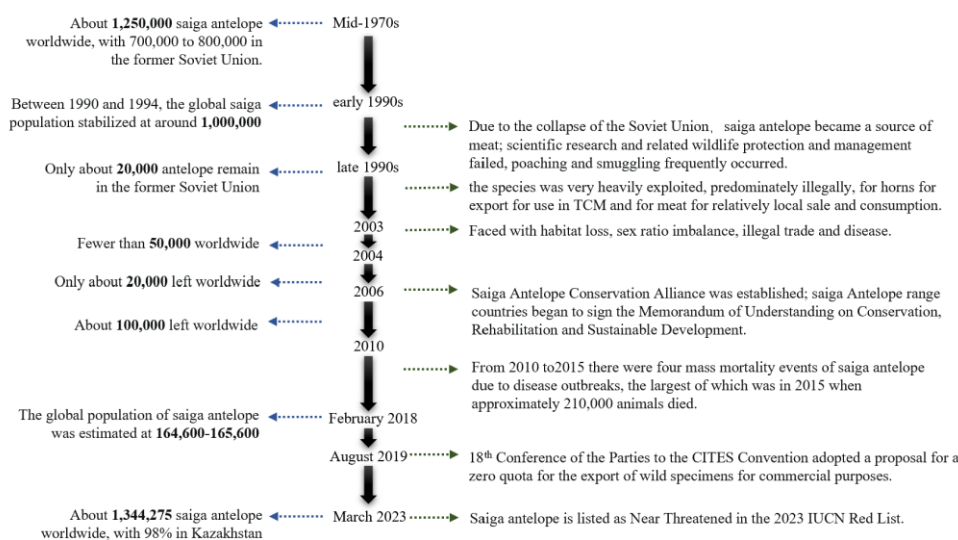 About 1,250,000 saiga antelope
worldwide, with 700,000 to 800,000 in
the former Soviet Union.
Mid-1970s
Between 1990 and 1994, the global saiga
population stabilized at around 1,000,000
early 1990s
Due to the collapse of the Soviet Union, saiga antelope became a source of
meat; scientific research and related wildlife protection and management
failed, poaching and smuggling frequently occurred.
Only about 20,000 antelope remain
in the former Soviet Union
late 1990s
the species was very heavily exploited, predominately illegally, for horns for
export for use in TCM and for meat for relatively local sale and consumption.
2003
Faced with habitat loss, sex ratio imbalance, illegal trade and disease.
Fewer than 50,000 worldwide
2004
Only about 20,000 left worldwide
2006
Saiga Antelope Conservation Alliance was established; saiga Antelope range
countries began to sign the Memorandum of Understanding on Conservation,
Rehabilitation and Sustainable Development.
About 100,000 left worldwide
2010
From 2010 to2015 there were four mass mortality events of saiga antelope
due to disease outbreaks, the largest of which was in 2015 when
approximately 210,000 animals died.
The global population of saiga antelope
was estimated at 164,600-165,600
February 2018
August 2019
18th Conference of the Parties to the CITES Convention adopted a proposal for a
zero quota for the export of wild specimens for commercial purposes.
About 1,344,275 saiga antelope
worldwide, with 98% in Kazakhstan
March 2023
Saiga antelope is listed as Near Threatened in the 2023 IUCN Red List.